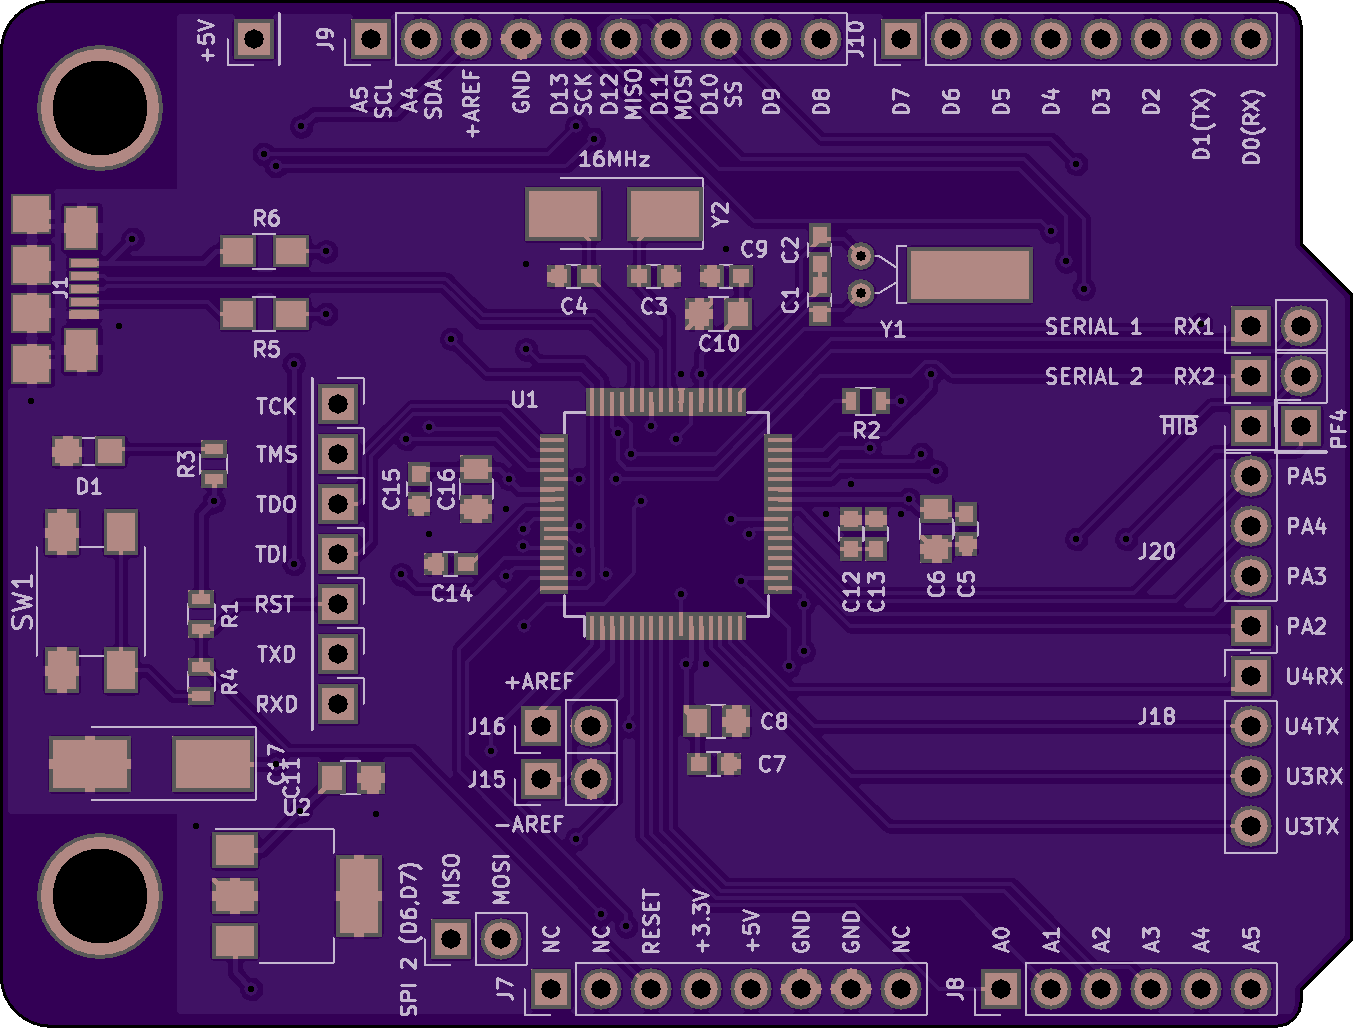 +5V
J9
J10
A5
SCL
A4
SDA
+AREF
GND
D13
SCK
D12
MISO
D11
MOSI
D10
SS
D9
D8
D7
D6
D5
D4
D3
D2
D1(TX)
D0(RX)
16MHz
Y2
R6
C9
C2
J1
C4
C3
C1
C10
Y1
R5
SERIAL 1
RX1
SERIAL 2
RX2
U1
TCK
R2
HIB
PF4
TMS
R3
D1
C15
C16
PA5
TDO
PA4
TDI
J20
C14
C12
C13
C6
C5
PA3
SW1
R1
RST
PA2
TXD
R4
+AREF
U4RX
RXD
J16
C8
J18
U4TX
C17
C11
J15
C7
U3RX
U2
-AREF
U3TX
SPI 2 (D6,D7)
MISO
MOSI
NC
NC
RESET
+3.3V
+5V
GND
GND
NC
A0
A1
A2
A3
A4
A5
J7
J8